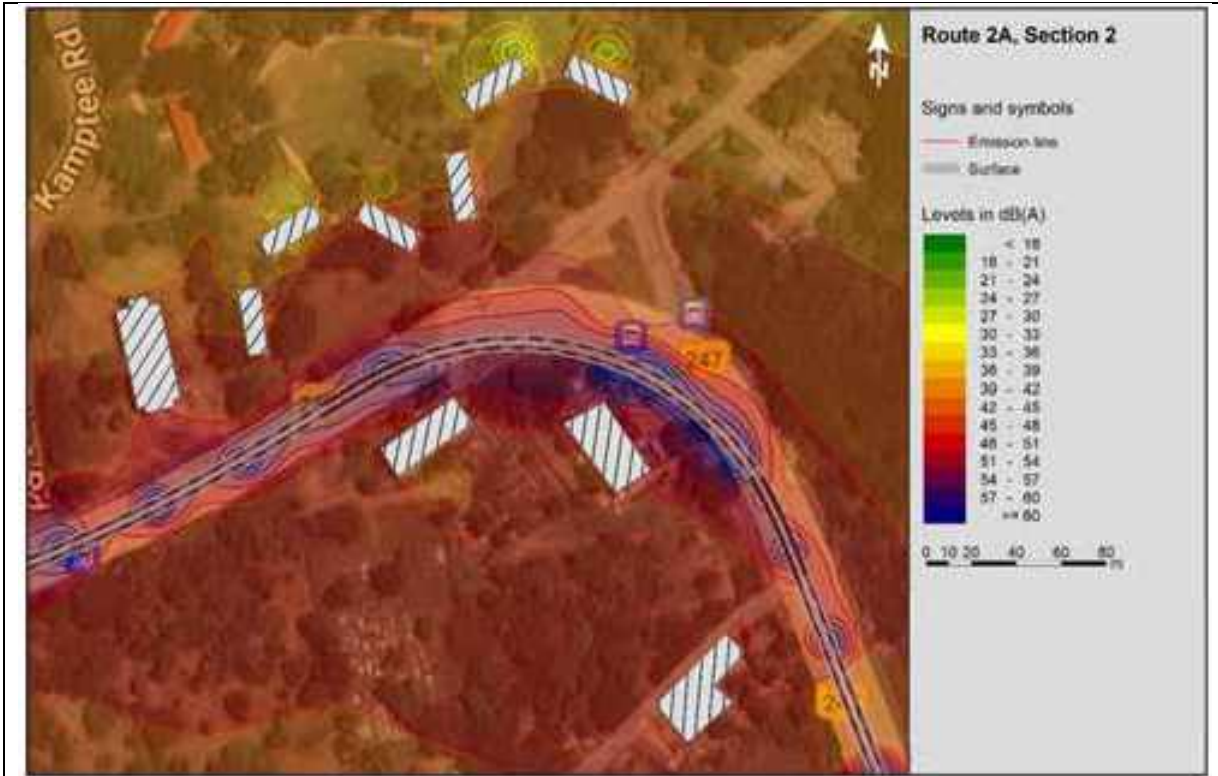 Kamptee Rd
247
N
Route 2A, Section 2
Signs and symbols
Emission line
Surface
Levels in dB(A)
< 18
18 - 21
21 - 24
24 - 27
27 - 30
30 - 33
33 - 36
36 - 39
39 - 42
42 - 45
45 - 48
48 - 51
51 - 54
54 - 57
57 - 60
>= 60
0 10 20 40 60 80
m